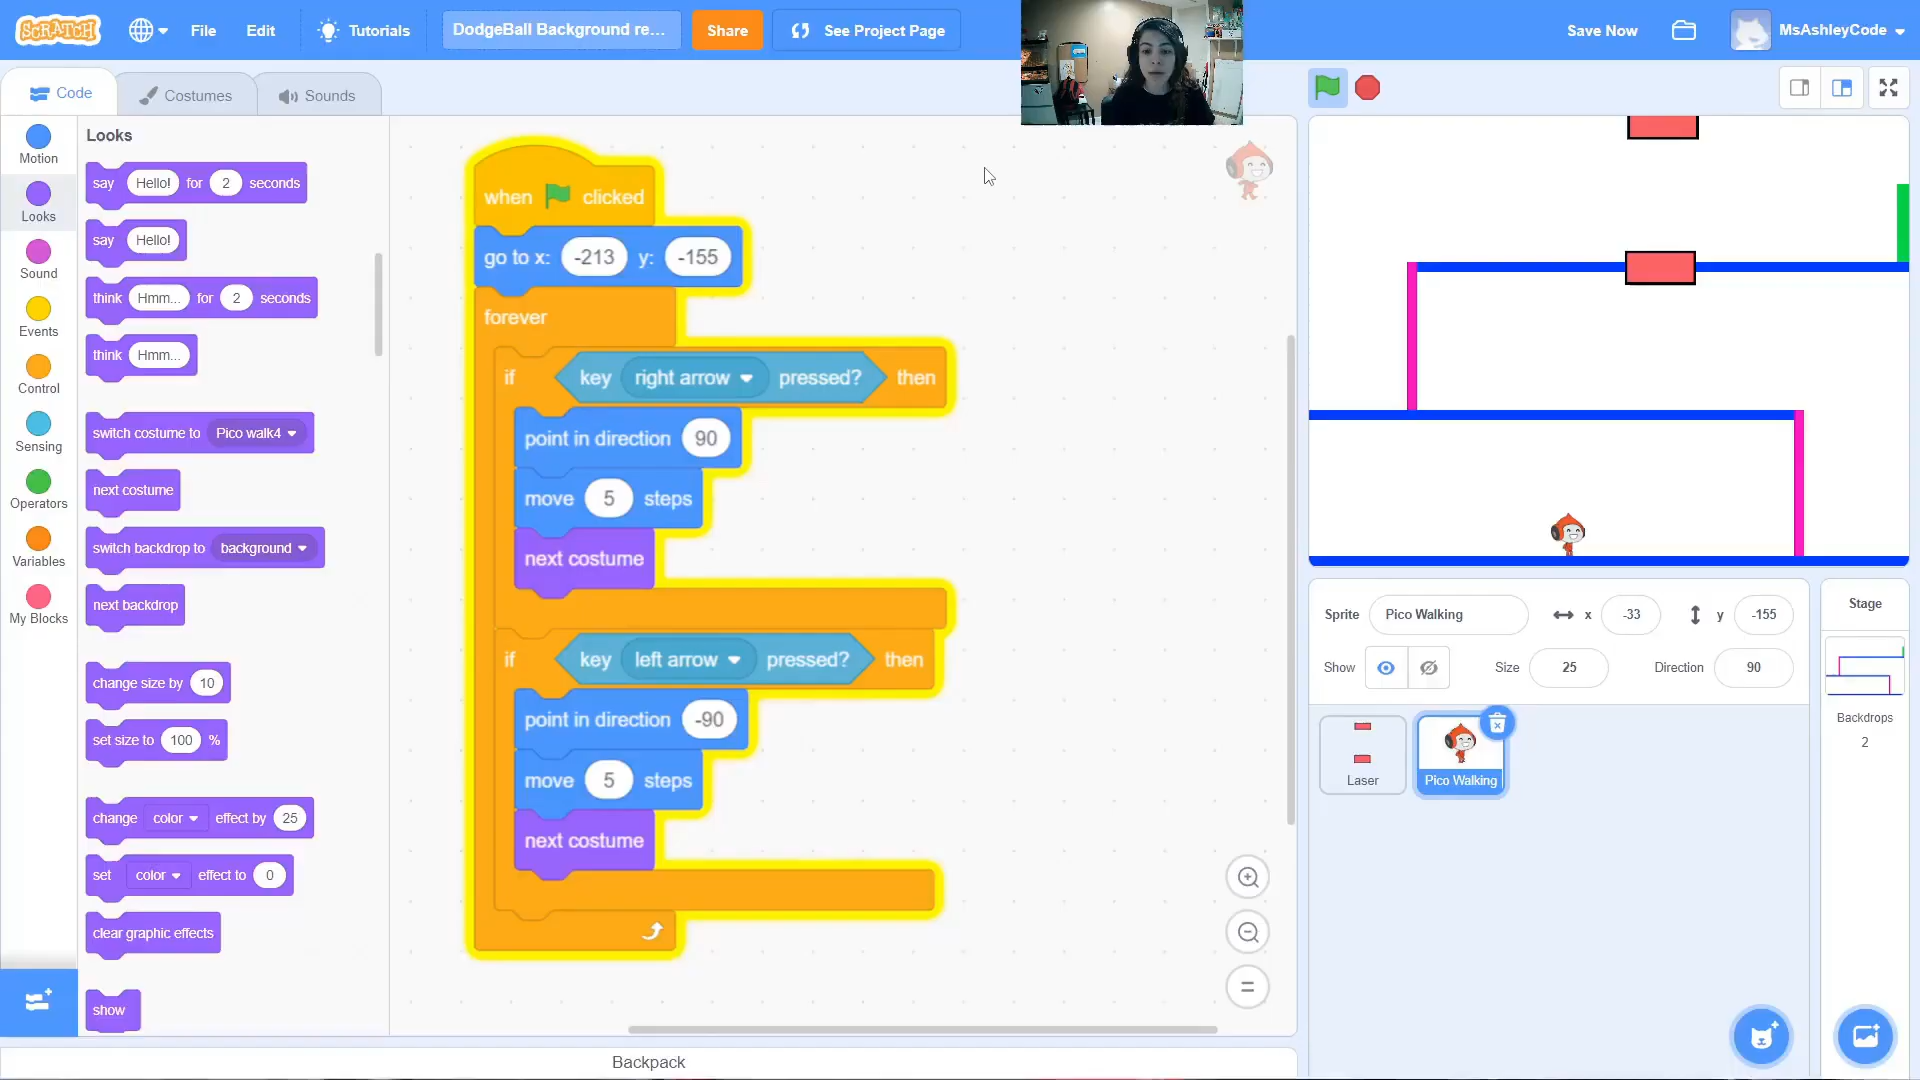 SCRATCH
File
Edit
Tutorials
DodgeBall Background re...
Share
See Project Page
Save Now
MsAshleyCode
Code
Costumes
Sounds
Motion
Looks
Sound
Events
Control
Sensing
Operators
Variables
My Blocks
Looks
say Hello! for 2 seconds
say Hello!
think Hmm... for 2 seconds
think Hmm...
switch costume to Pico walk4
next costume
switch backdrop to background
next backdrop
change size by 10
set size to 100 %
change color effect by 25
set color effect to 0
clear graphic effects
show
when clicked
go to x: -213 y: -155
forever
if key right arrow pressed? then
point in direction 90
move 5 steps
next costume
if key left arrow pressed? then
point in direction -90
move 5 steps
next costume
Backpack
Sprite Pico Walking x -33 y -155
Show Size 25 Direction 90
Laser
Pico Walking
Stage
Backdrops
2